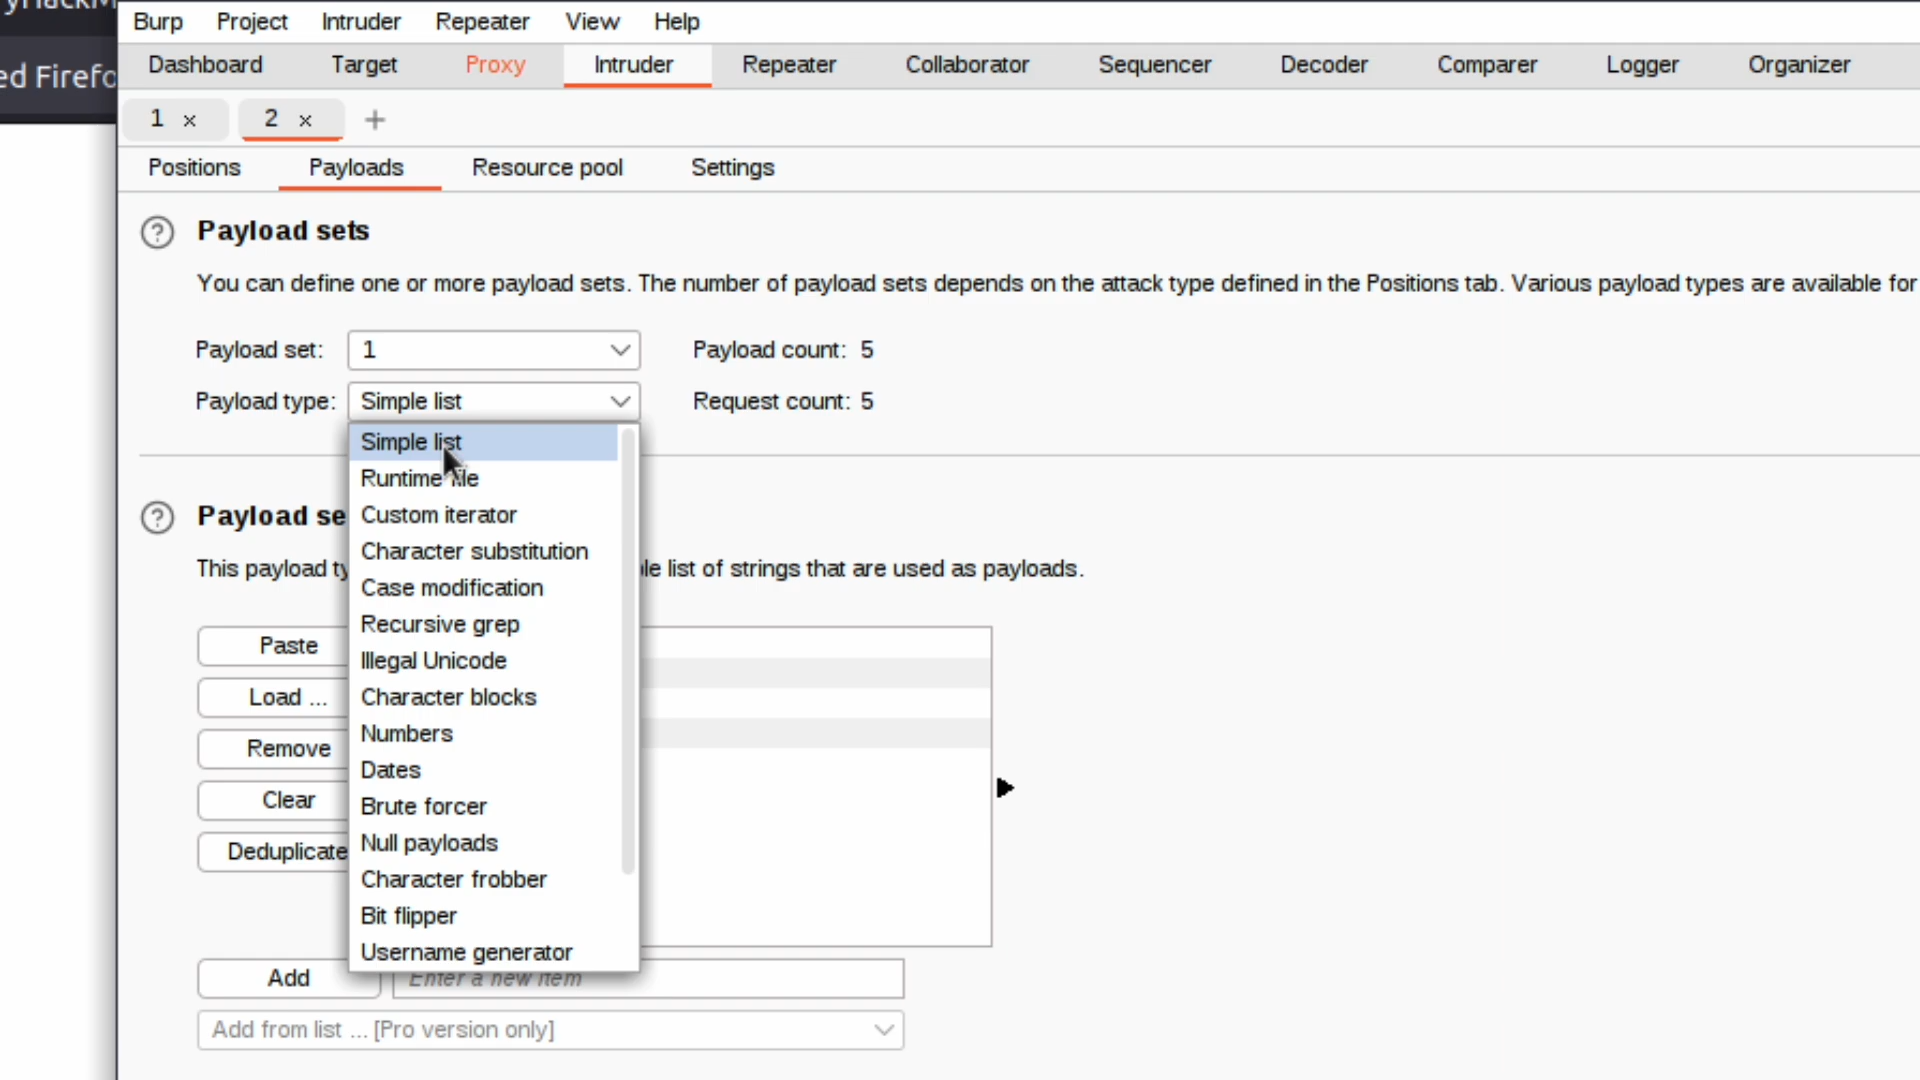 yHackM
ed Firefo
Burp Project Intruder Repeater View Help
Dashboard Target Proxy Intruder Repeater Collaborator Sequencer Decoder Comparer Logger Organizer
1 × 2 × +
Positions Payloads Resource pool Settings
? Payload sets
You can define one or more payload sets. The number of payload sets depends on the attack type defined in the Positions tab. Various payload types are available for
Payload set: 1 Payload count: 5
Payload type: Simple list Request count: 5
Simple list
Runtime file
Custom iterator
Character substitution
Case modification
Recursive grep
Illegal Unicode
Character blocks
Numbers
Dates
Brute forcer
Null payloads
Character frobber
Bit flipper
Username generator
? Payload se
This payload ty le list of strings that are used as payloads.
Paste
Load ...
Remove
Clear
Deduplicate
Add Enter a new item
Add from list ... [Pro version only]